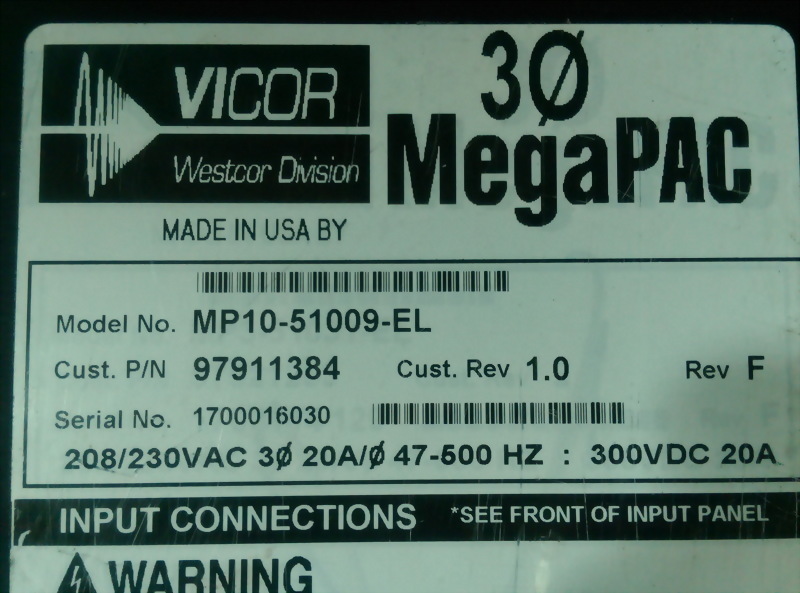 VICOR
Westcor Division
3Ø
MegaPAC
MADE IN USA BY
Model No. MP10-51009-EL
Cust. P/N 97911384 Cust. Rev 1.0 Rev F
Serial No. 1700016030
208/230VAC 3Ø 20A/Ø 47-500 HZ : 300VDC 20A
INPUT CONNECTIONS *SEE FRONT OF INPUT PANEL
WARNING